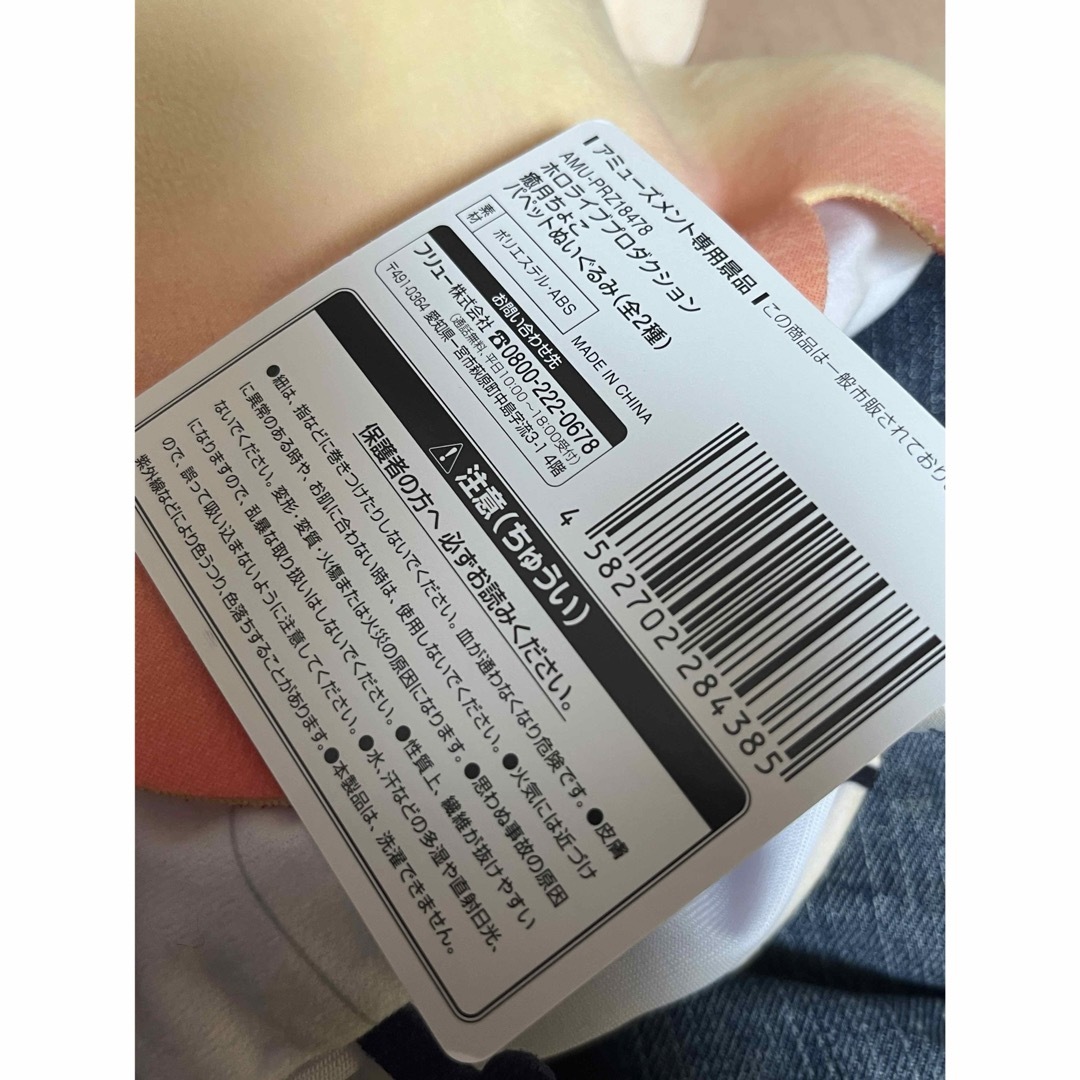 アミューズメント専用景品 この商品は一般市販されており
AMU-PRZ18478
ホロライブプロダクション
癒月ちょこ
パペットぬいぐるみ(全2種)
素材 ポリエステル・ABS
MADE IN CHINA
お問い合わせ先
フリュー株式会社 ☎0800-222-0678
(通話無料、平日10:00~18:00受付)
〒491-0364 愛知県一宮市萩原町中島字流3-1 4階
4 582702 284385
⚠ 注意(ちゅうい)
保護者の方へ 必ずお読みください。
●紐は、指などに巻きつけたりしないでください。血が通わなくなり危険です。●皮膚
に異常のある時や、お肌に合わない時は、使用しないでください。●火気には近づけ
ないでください。変形・変質・火傷または火災の原因になります。●思わぬ事故の原因
になりますので、乱暴な取り扱いはしないでください。●性質上、繊維が抜けやすい
ので、誤って吸い込まないように注意してください。●水、汗などとの多湿や直射日光、
紫外線などにより色うつり、色落ちすることがあります。●本製品は、洗濯できません。